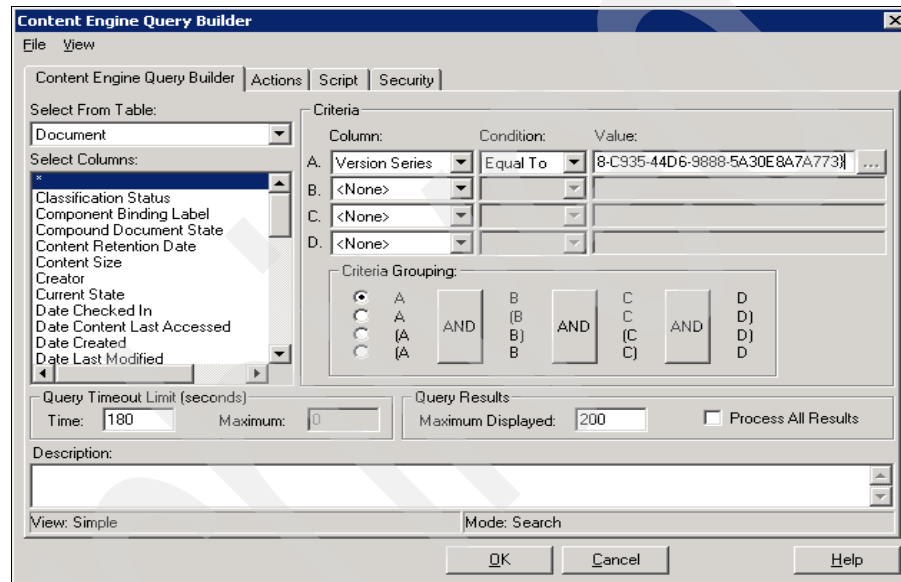 Content Engine Query Builder
File View
Content Engine Query Builder Actions Script Security
Select From Table:
Document
Select Columns:
*
Classification Status
Component Binding Label
Compound Document State
Content Retention Date
Content Size
Creator
Current State
Date Checked In
Date Content Last Accessed
Date Created
Date Last Modified
Criteria
Column: Condition: Value:
A. Version Series Equal To 8-C935-44D6-9888-5A30E8A7A773} ...
B. <None>
C. <None>
D. <None>
Criteria Grouping:
A B C D
A (B C D)
(A B) (C D)
(A B C) D
AND AND AND
Query Timeout Limit (seconds)
Time: 180 Maximum: 0
Query Results
Maximum Displayed: 200 Process All Results
Description:
View: Simple Mode: Search
OK Cancel Help